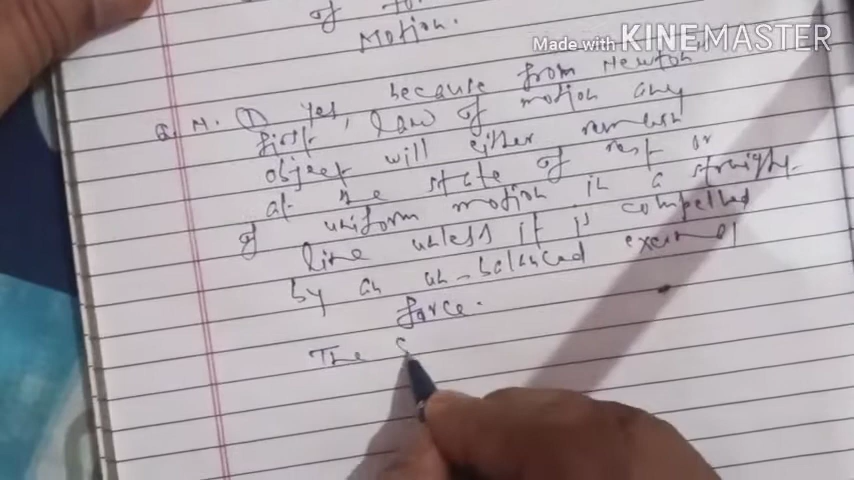 of to
Motion.
Made with KINEMASTER
Q. N. ① yes, because from Newton
first law of motion any
object will either remain
at the state of rest or
of uniform motion in a straight
line unless it is compelled
by an un-balanced external
force.
The S